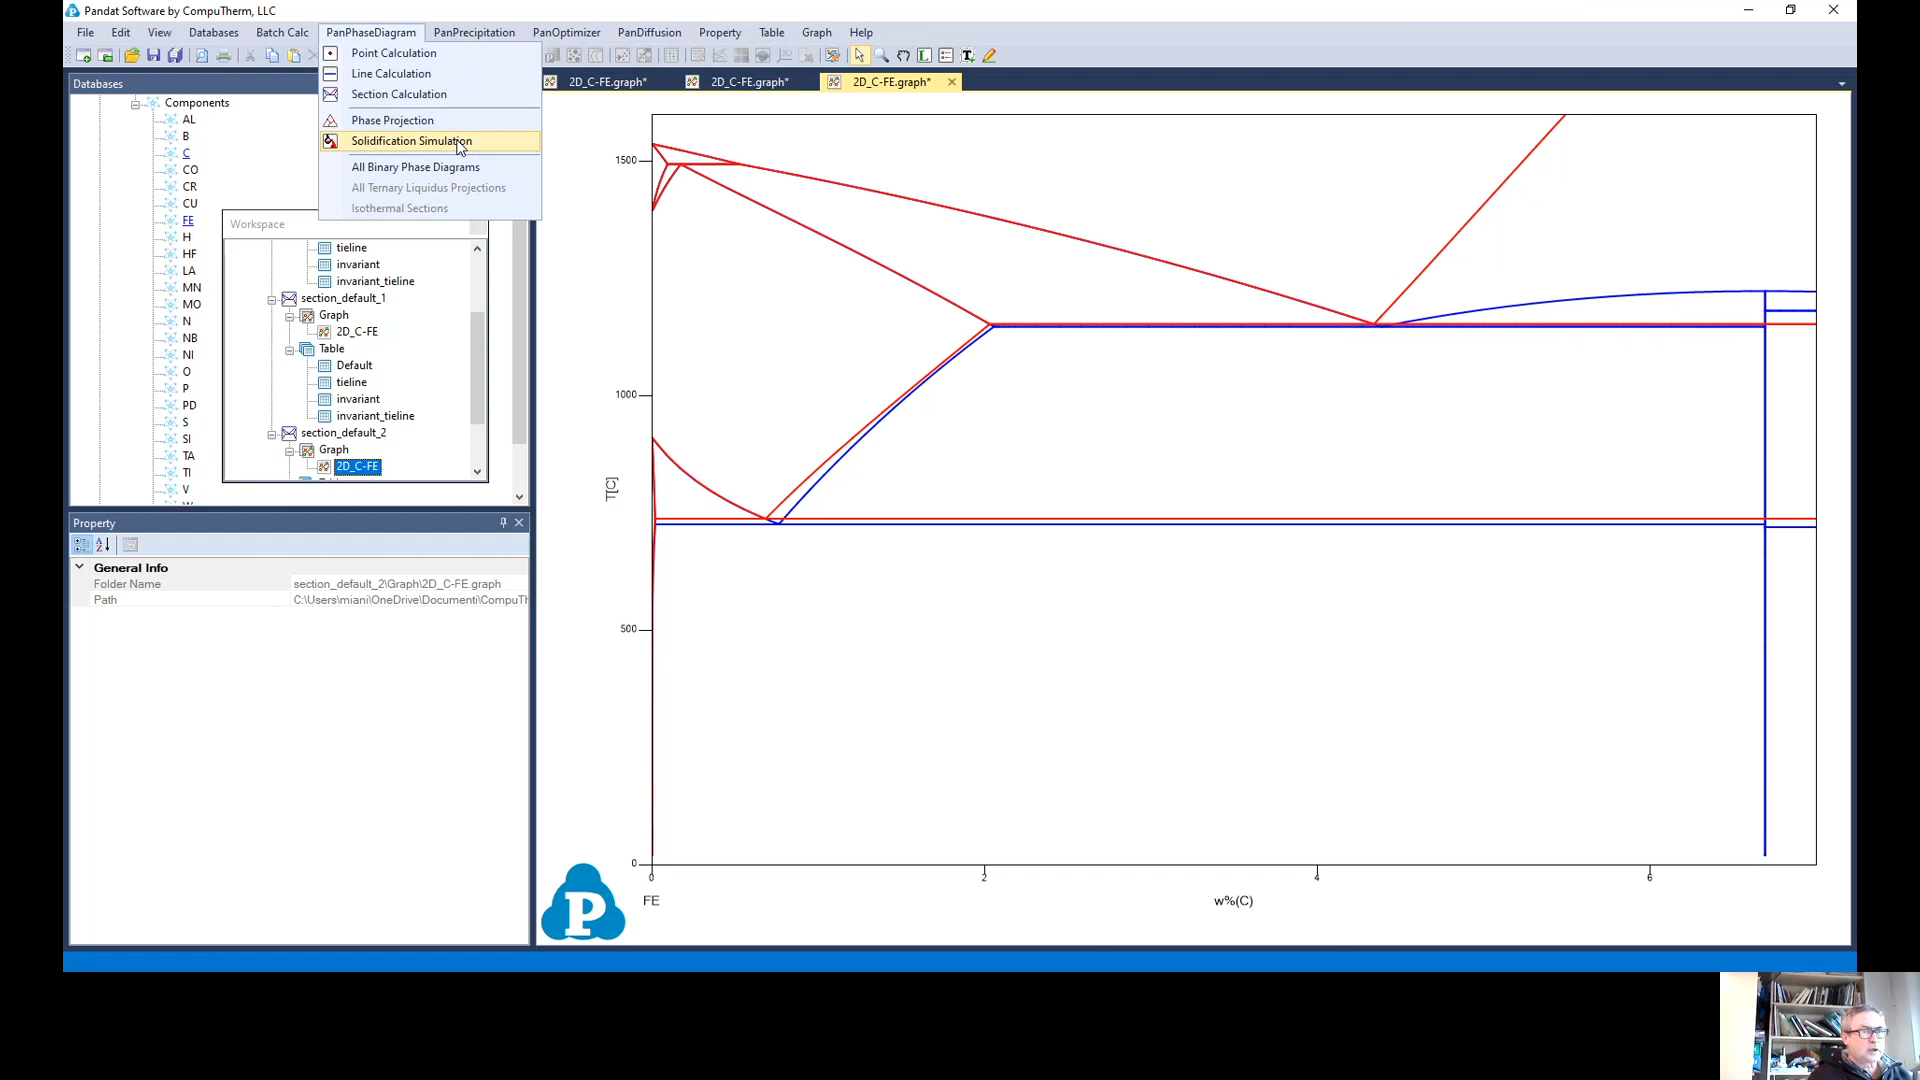 Pandat Software by CompuTherm, LLC
File Edit View Databases Batch Calc PanPhaseDiagram PanPrecipitation PanOptimizer PanDiffusion Property Table Graph Help
Point Calculation
Line Calculation
Section Calculation
Phase Projection
Solidification Simulation
All Binary Phase Diagrams
All Ternary Liquidus Projections
Isothermal Sections
2D_C-FE.graph* 2D_C-FE.graph* 2D_C-FE.graph*
Databases
Components
AL
B
C
CO
CR
CU
FE
H
HF
LA
MN
MO
N
NB
NI
O
P
PD
S
SI
TA
TI
V
Workspace
tieline
invariant
invariant_tieline
section_default_1
Graph
2D_C-FE
Table
Default
tieline
invariant
invariant_tieline
section_default_2
Graph
2D_C-FE
Property
General Info
Folder Name section_default_2\Graph\2D_C-FE.graph
Path C:\Users\miani\OneDrive\Documenti\CompuTh
1500
1000
500
0
T[C]
0 2 4 6
FE w%(C)
P